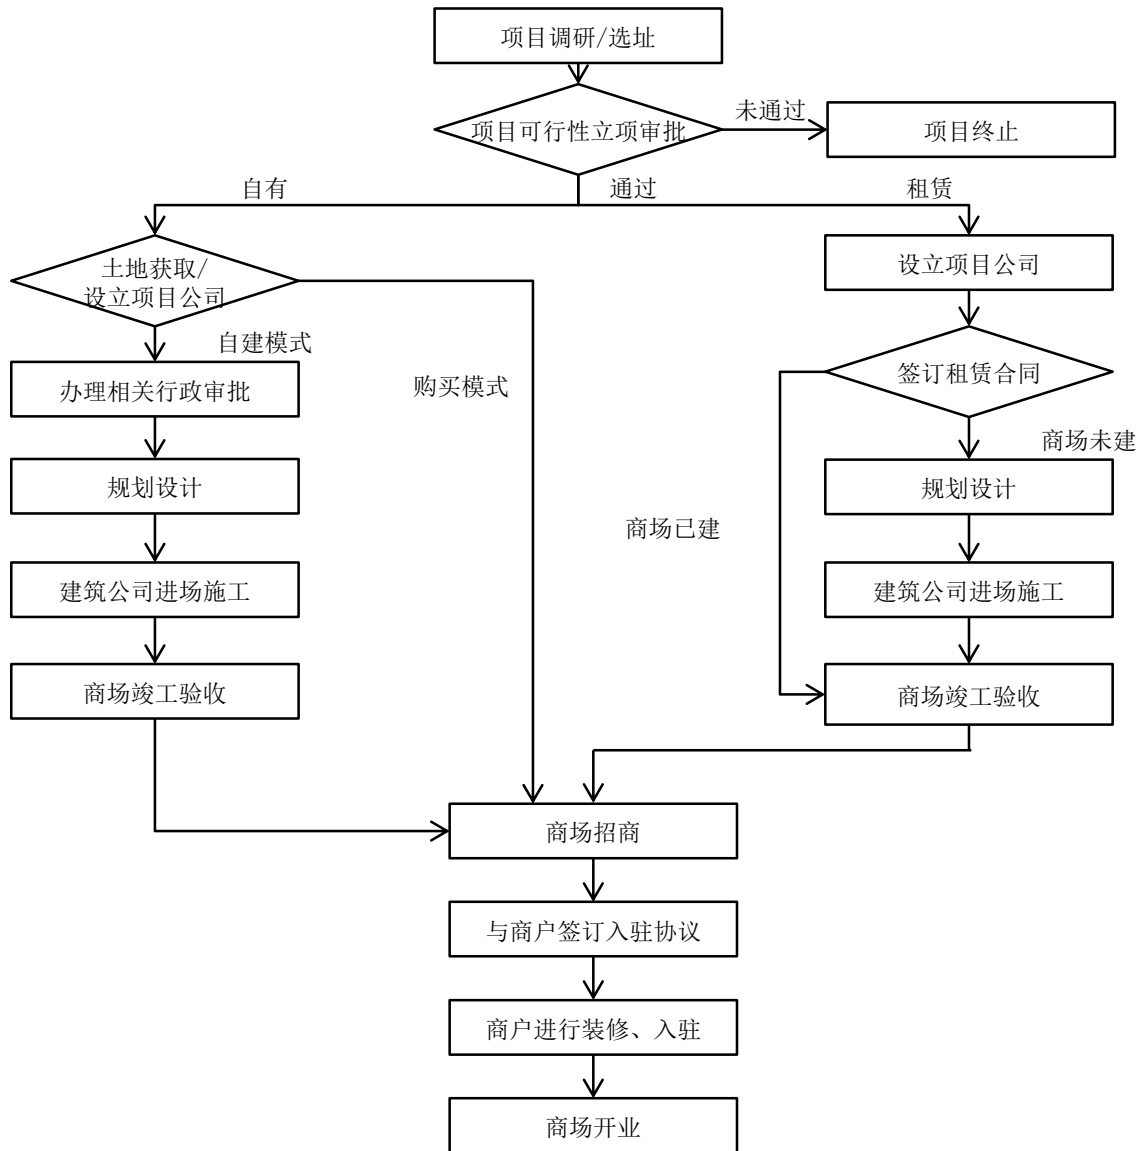 项目调研/选址
未通过
项目可行性立项审批
项目终止
自有
通过
租赁
土地获取/
设立项目公司
设立项目公司
自建模式
办理相关行政审批
购买模式
签订租赁合同
商场未建
规划设计
规划设计
商场已建
建筑公司进场施工
建筑公司进场施工
商场竣工验收
商场竣工验收
商场招商
与商户签订入驻协议
商户进行装修、入驻
商场开业